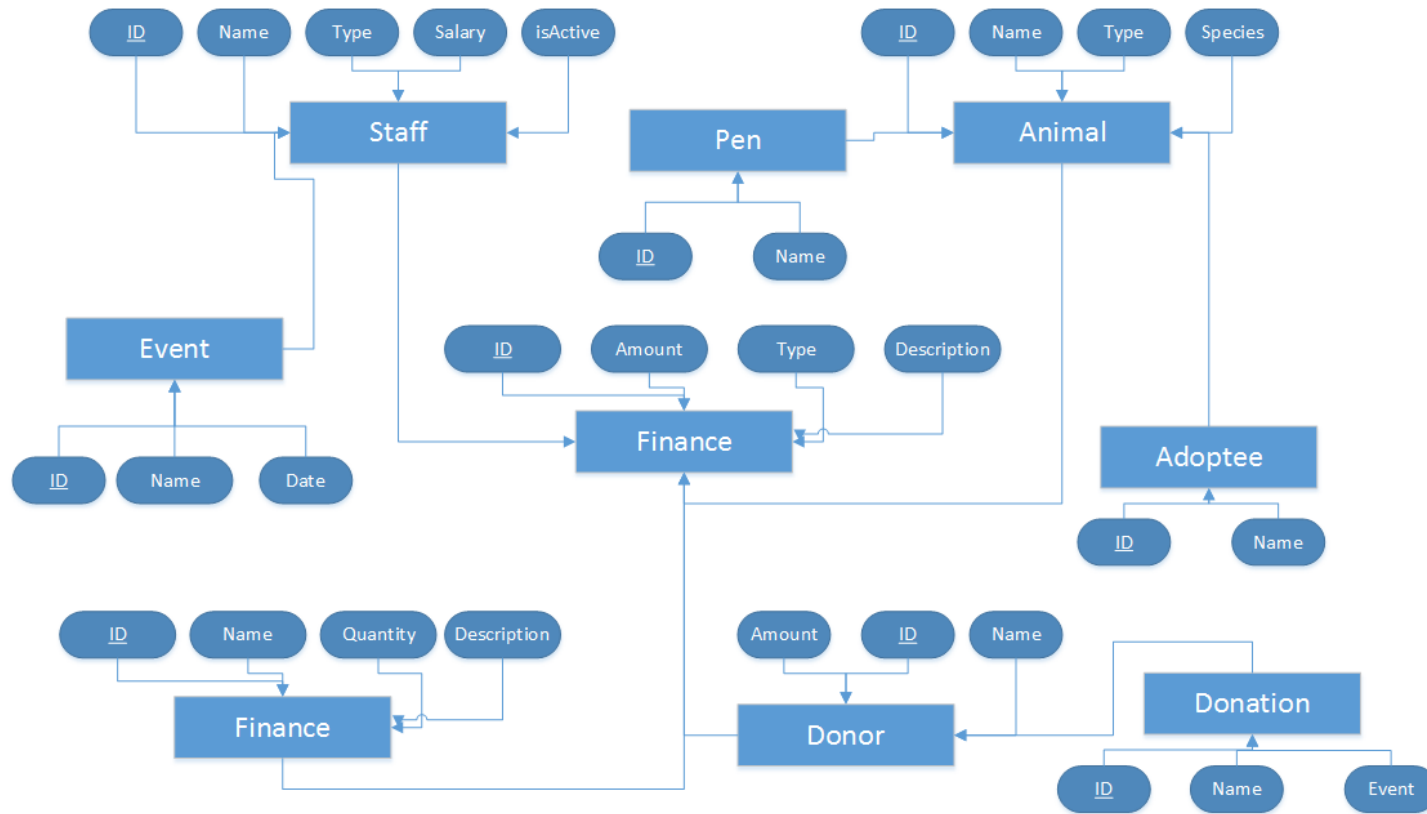 ID Name Type Salary isActive ID Name Type Species
Staff Pen Animal
ID Name
Event ID Amount Type Description
Finance Adoptee
ID Name Date
ID Name
ID Name Quantity Description Amount ID Name
Finance Donor Donation
ID Name Event